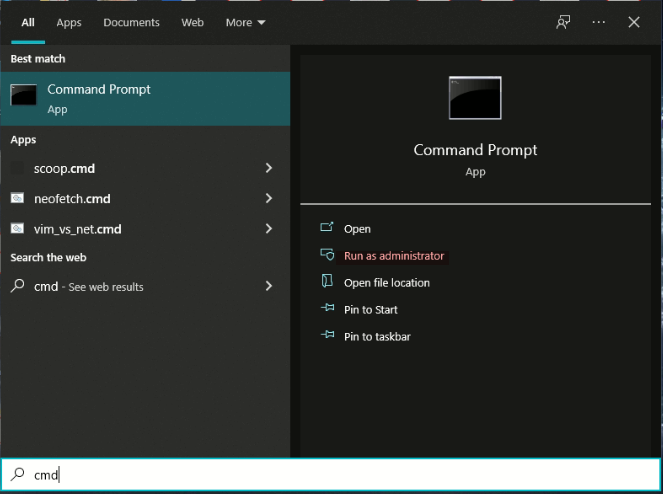 All Apps Documents Web More
Best match
Command Prompt
App
Apps
scoop.cmd
neofetch.cmd
vim_vs_net.cmd
Search the web
cmd - See web results
Command Prompt
App
Open
Run as administrator
Open file location
Pin to Start
Pin to taskbar
cmd